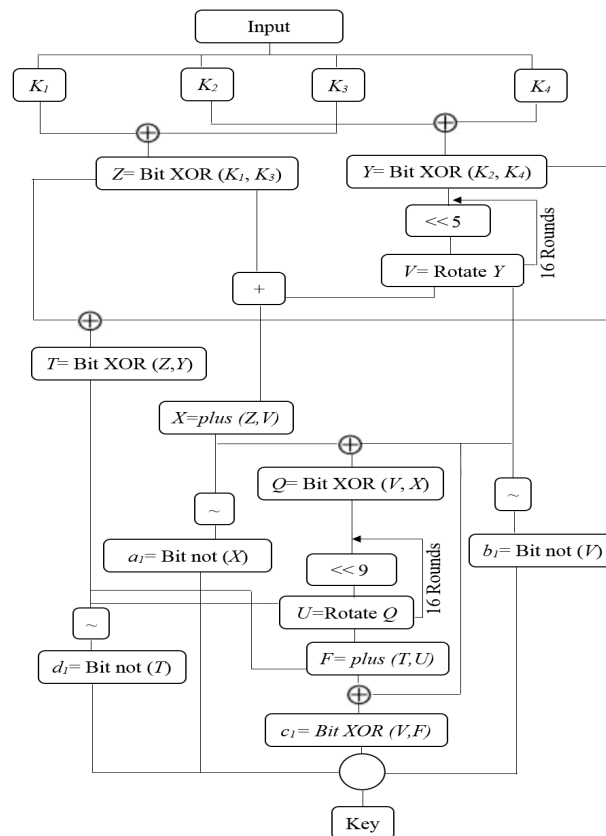 Input
K1 K2 K3 K4
Z= Bit XOR (K1, K3)
Y= Bit XOR (K2, K4)
<< 5
16 Rounds
V= Rotate Y
+
T= Bit XOR (Z,Y)
X=plus (Z,V)
Q= Bit XOR (V, X)
~
~
a1= Bit not (X)
b1= Bit not (V)
<< 9
16 Rounds
U=Rotate Q
~
d1= Bit not (T)
F= plus (T,U)
c1= Bit XOR (V,F)
Key